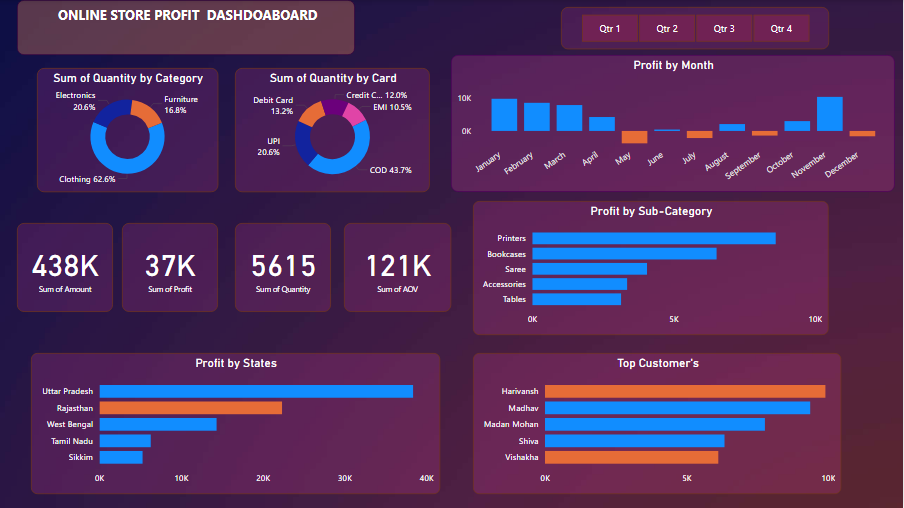 ONLINE STORE PROFIT DASHDOABOARD
Qtr 1
Qtr 2
Qtr 3
Qtr 4
Sum of Quantity by Category
Electronics
20.6%
Furniture
16.8%
Clothing 62.6%
Sum of Quantity by Card
Credit C... 12.0%
Debit Card
13.2%
EMI 10.5%
UPI
20.6%
COD 43.7%
Profit by Month
10K
0K
January
February
March
April
May
June
July
August
September
October
November
December
438K
Sum of Amount
37K
Sum of Profit
5615
Sum of Quantity
121K
Sum of AOV
Profit by Sub-Category
Printers
Bookcases
Saree
Accessories
Tables
0K
5K
10K
Profit by States
Uttar Pradesh
Rajasthan
West Bengal
Tamil Nadu
Sikkim
0K
10K
20K
30K
40K
Top Customer's
Harivansh
Madhav
Madan Mohan
Shiva
Vishakha
0K
5K
10K